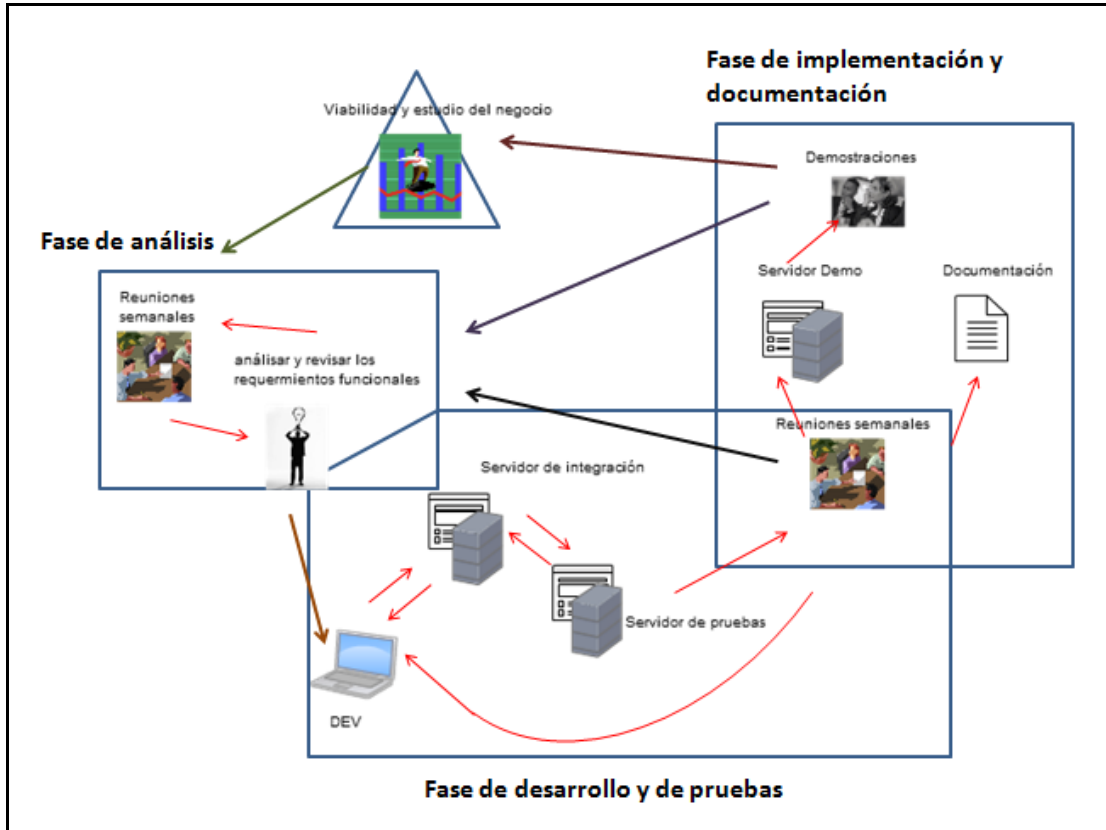 Fase de implementación y
documentación
Viabilidad y estudio del negocio
Demostraciones
Fase de análisis
Servidor Demo
Documentación
Reuniones
semanales
análisar y revisar los
requermientos funcionales
Reuniones semanales
Servidor de integración
Servidor de pruebas
DEV
Fase de desarrollo y de pruebas